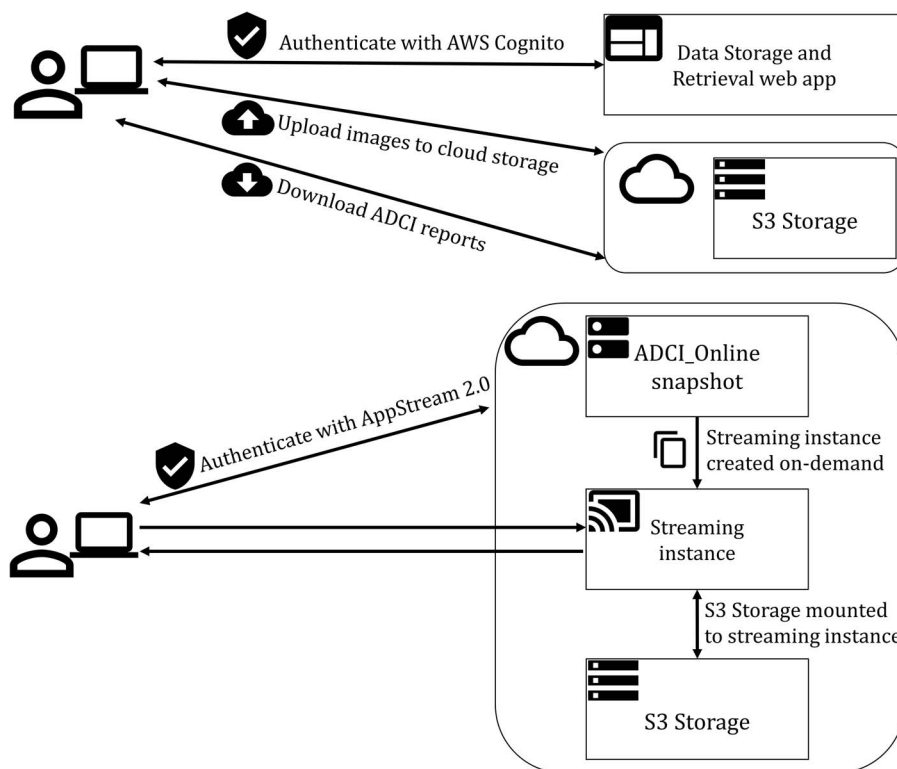 Authenticate with AWS Cognito
Data Storage and
Retrieval web app
Upload images to cloud storage
Download ADCI reports
S3 Storage
ADCI_Online
snapshot
Authenticate with AppStream 2.0
Streaming instance
created on-demand
Streaming
instance
S3 Storage mounted
to streaming instance
S3 Storage